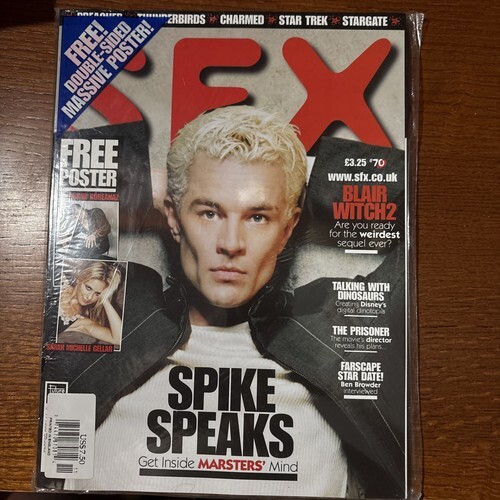 PREACHER ★ THUNDERBIRDS ★ CHARMED ★ STAR TREK ★ STARGATE ★
FREE!
DOUBLE-SIDED
MASSIVE POSTER!
SFX
FREE
POSTER
£3.25 #70
www.sfx.co.uk
BLAIR
WITCH2
Are you ready
for the weirdest
sequel ever?
SARAH MICHELLE GELLAR
TALKING WITH
DINOSAURS
Creating Disney's
digital dinotopia
THE PRISONER
The movie's director
reveals his plans...
FARSCAPE
STAR DATE!
Ben Browder
interviewed
SPIKE
SPEAKS
Get Inside MARSTERS' Mind
US$7.50